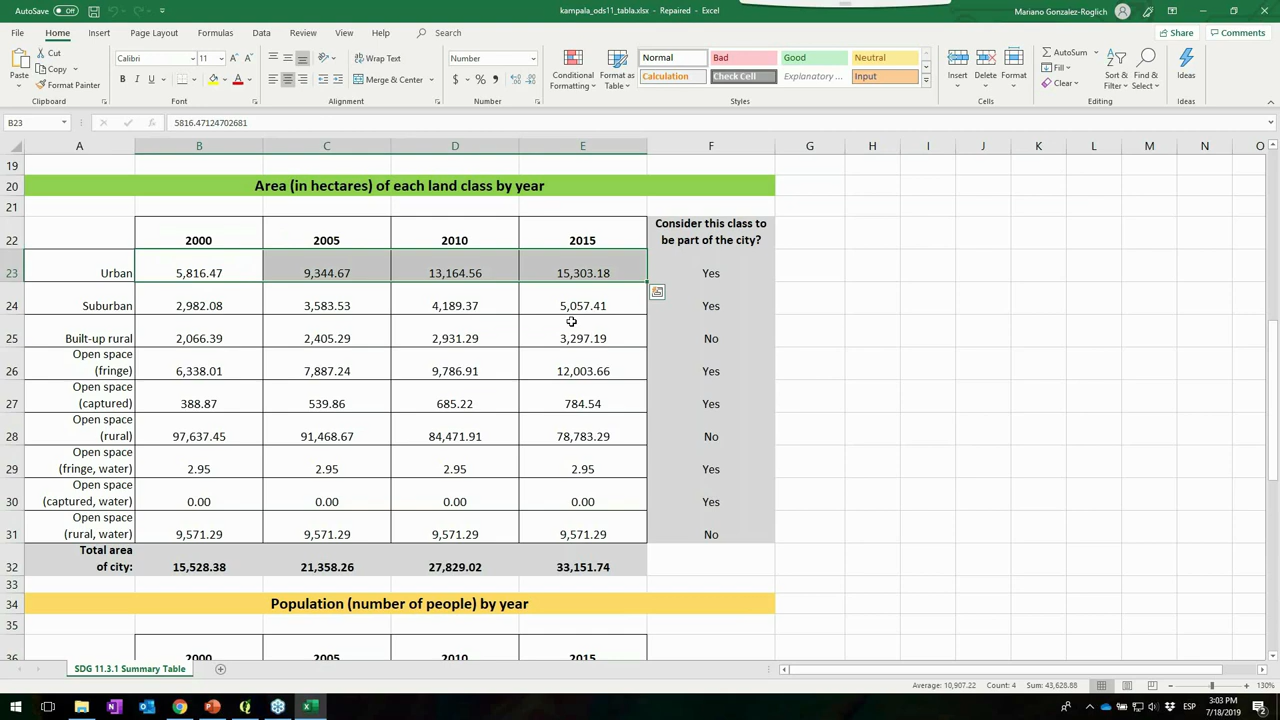 AutoSave Off
kampala_ods11_tabla.xlsx - Repaired - Excel
Mariano Gonzalez-Roglich
File Home Insert Page Layout Formulas Data Review View Help Search
Share Comments
Paste
Cut
Copy
Format Painter
Calibri 11
B I U
Wrap Text
Merge & Center
Number
$ % ,
Conditional Formatting
Format as Table
Normal Bad Good Neutral
Calculation Check Cell Explanatory ... Input
Insert Delete Format
AutoSum
Fill
Clear
Sort & Filter
Find & Select
Ideas
Clipboard Font Alignment Number Styles Cells Editing Ideas
B23 fx 5816.47124702681
A B C D E F G H I J K L M N O
19
20 Area (in hectares) of each land class by year
21
22 2000 2005 2010 2015 Consider this class to be part of the city?
23 Urban 5,816.47 9,344.67 13,164.56 15,303.18 Yes
24 Suburban 2,982.08 3,583.53 4,189.37 5,057.41 Yes
25 Built-up rural 2,066.39 2,405.29 2,931.29 3,297.19 No
26 Open space (fringe) 6,338.01 7,887.24 9,786.91 12,003.66 Yes
27 Open space (captured) 388.87 539.86 685.22 784.54 Yes
28 Open space (rural) 97,637.45 91,468.67 84,471.91 78,783.29 No
29 Open space (fringe, water) 2.95 2.95 2.95 2.95 Yes
30 Open space (captured, water) 0.00 0.00 0.00 0.00 Yes
31 Open space (rural, water) 9,571.29 9,571.29 9,571.29 9,571.29 No
32 Total area of city: 15,528.38 21,358.26 27,829.02 33,151.74
33
34 Population (number of people) by year
35
36 2000 2005 2010 2015
SDG 11.3.1 Summary Table
Average: 10,907.22 Count: 4 Sum: 43,628.88 130%
ESP 3:03 PM
7/18/2019